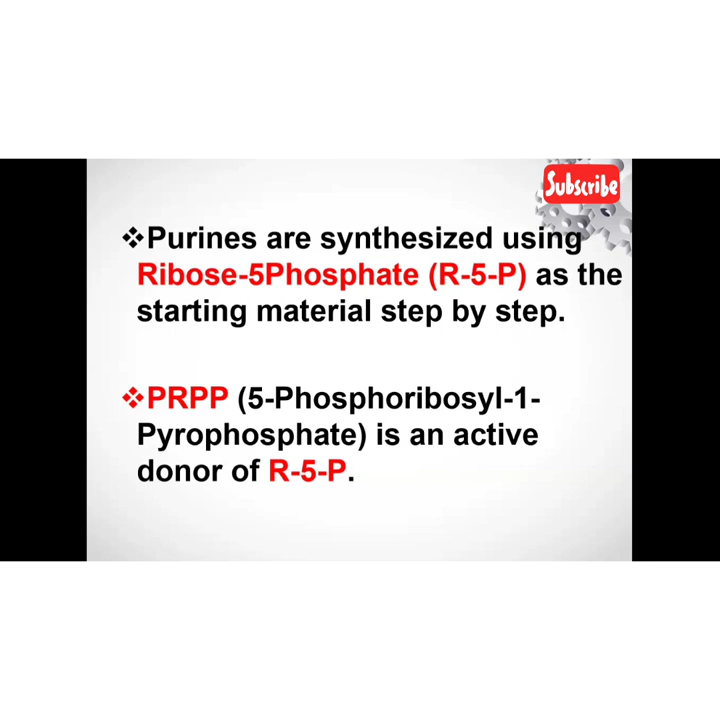 Subscribe
❖Purines are synthesized using
Ribose-5Phosphate (R-5-P) as the
starting material step by step.
❖PRPP (5-Phosphoribosyl-1-
Pyrophosphate) is an active
donor of R-5-P.